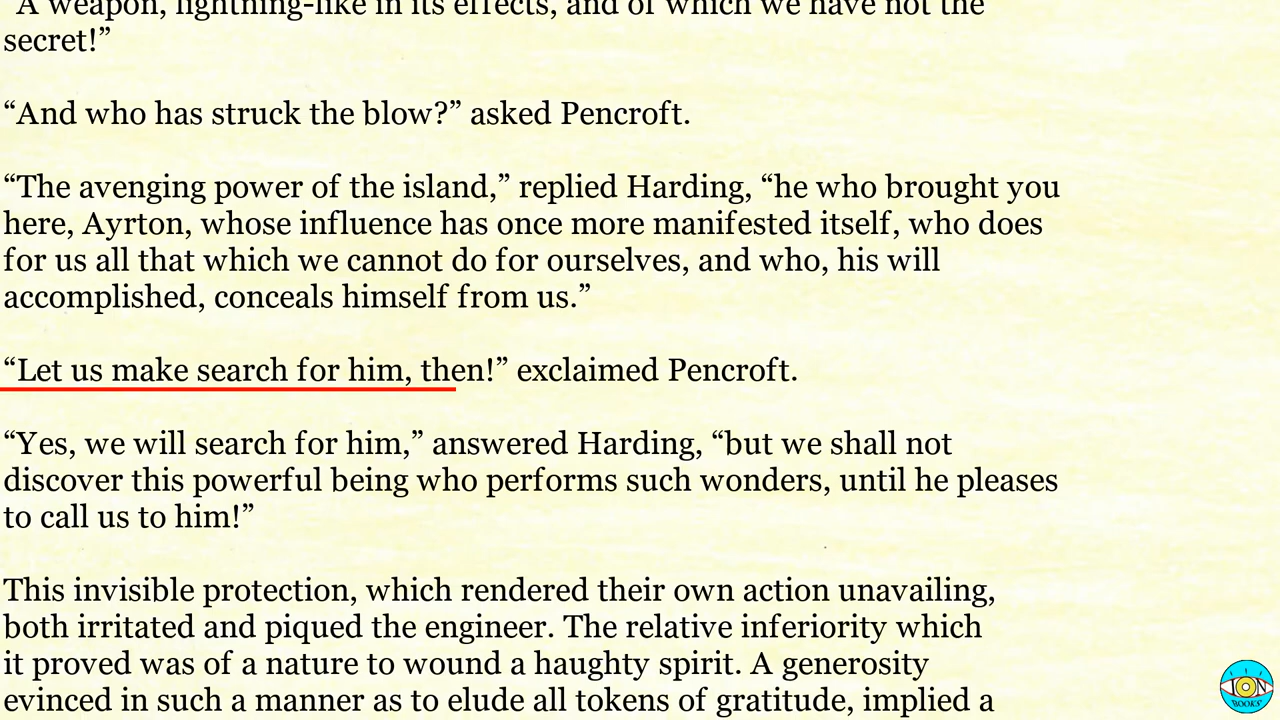 “A weapon, lightning-like in its effects, and of which we have not the
secret!”
“And who has struck the blow?” asked Pencroft.
“The avenging power of the island,” replied Harding, “he who brought you
here, Ayrton, whose influence has once more manifested itself, who does
for us all that which we cannot do for ourselves, and who, his will
accomplished, conceals himself from us.”
“Let us make search for him, then!” exclaimed Pencroft.
“Yes, we will search for him,” answered Harding, “but we shall not
discover this powerful being who performs such wonders, until he pleases
to call us to him!”
This invisible protection, which rendered their own action unavailing,
both irritated and piqued the engineer. The relative inferiority which
it proved was of a nature to wound a haughty spirit. A generosity
evinced in such a manner as to elude all tokens of gratitude, implied a
ION
BOOKS